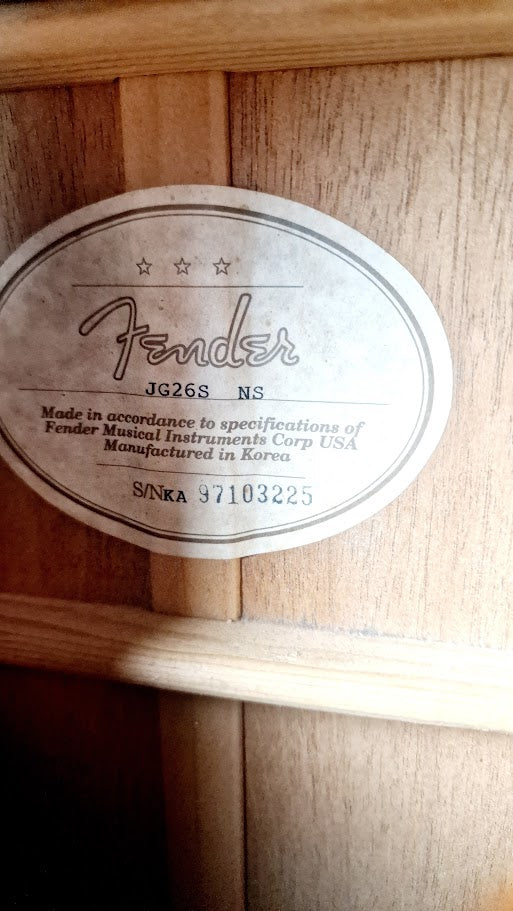 Fender
JG26S NS
Made in accordance to specifications of
Fender Musical Instruments Corp USA
Manufactured in Korea
S/NKA 97103225